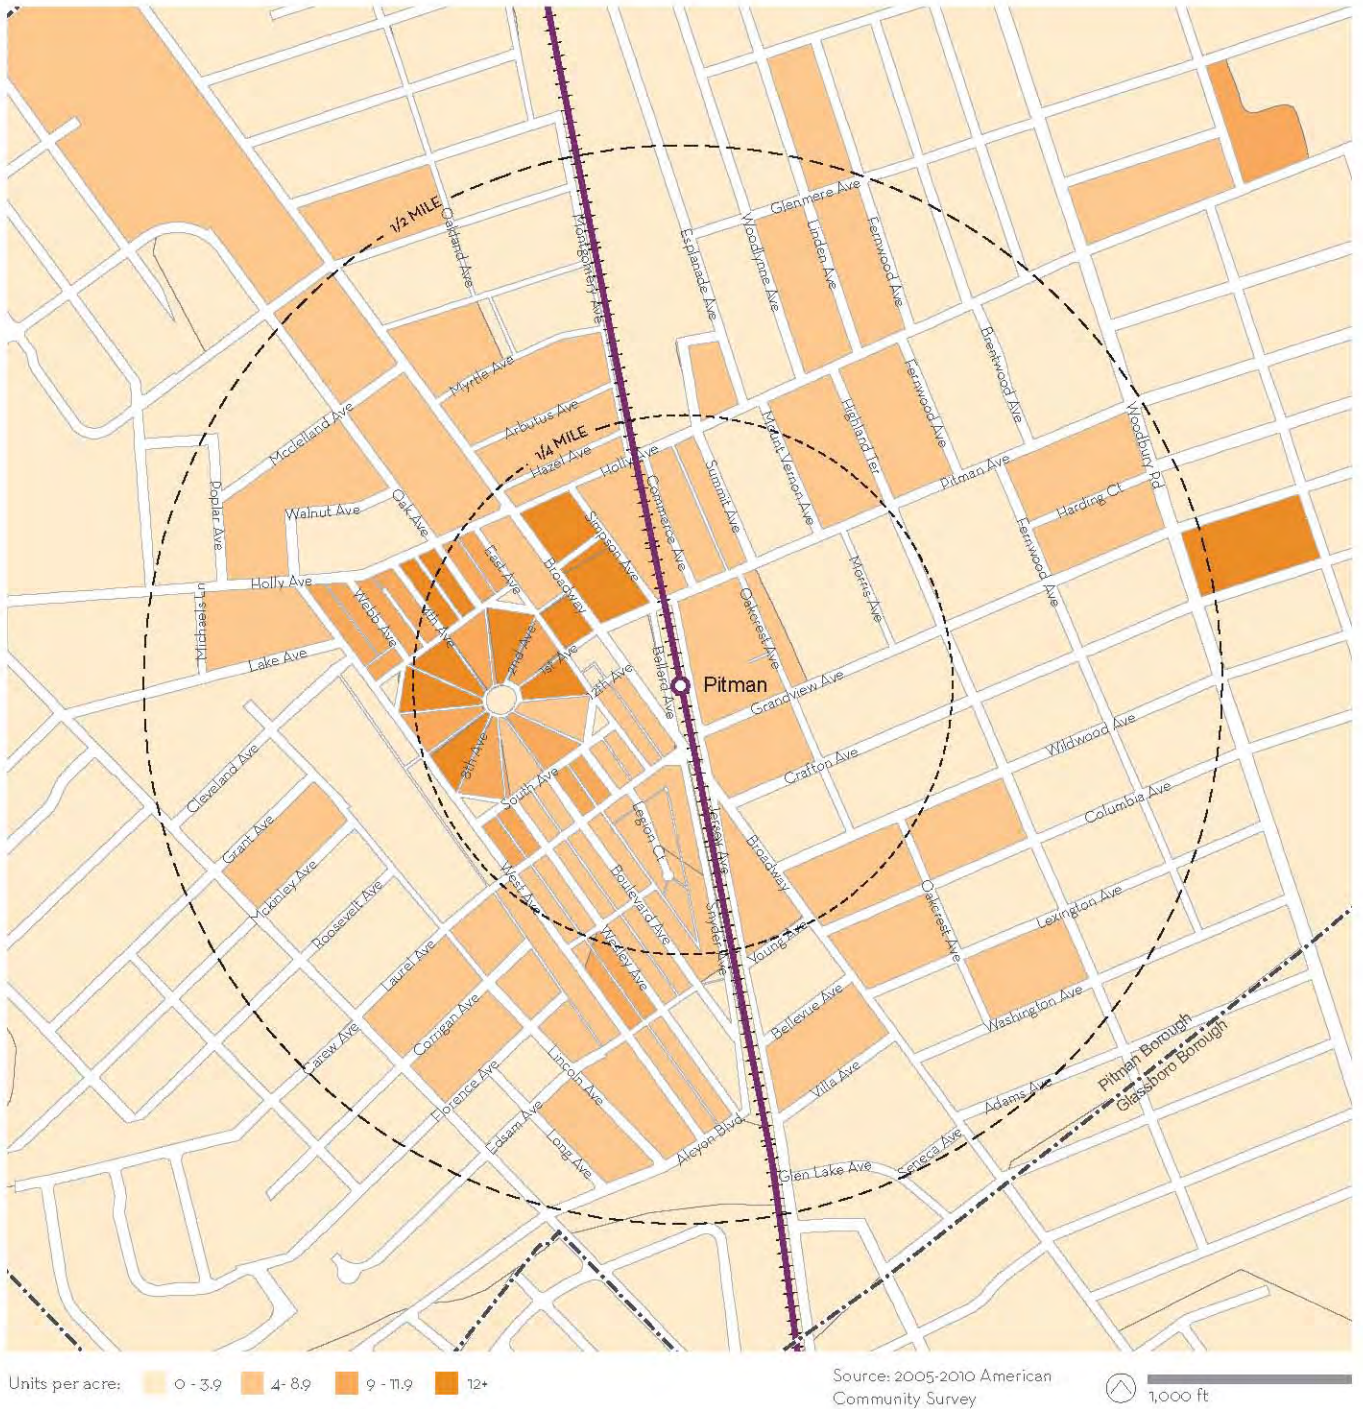 Glenmere Ave
1/2 MILE
Oakland Ave
Montgomery Ave
Esplanade Ave
Woodlynne Ave
Linden Ave
Fernwood Ave
Myrtle Ave
Brentwood Ave
Fernwood Ave
Mcclelland Ave
Arbutus Ave
Highland Ter
Woodbury Rd
1/4 MILE
Hazel Ave
Holly Ave
Mount Vernon Ave
Pitman Ave
Poplar Ave
Walnut Ave
Oak Ave
Simpson Ave
Commerce Ave
Summit Ave
Harding Ct
Fernwood Ave
Holly Ave
East Ave
Broadway
Morris Ave
Michaels Ln
Webb Ave
4th Ave
2nd Ave
1st Ave
Oakcrest Ave
Lake Ave
12th Ave
Ballard Ave
Pitman
Grandview Ave
8th Ave
South Ave
Crafton Ave
Wildwood Ave
Cleveland Ave
Columbia Ave
Grant Ave
Legion Ct
Jersey Ave
Broadway
Mckinley Ave
Roosevelt Ave
West Ave
Boulevard Ave
Snyder Ave
Oakcrest Ave
Lexington Ave
Laurel Ave
Wesley Ave
Young Ave
Corrigan Ave
Bellevue Ave
Washington Ave
Carew Ave
Lincoln Ave
Villa Ave
Pitman Borough
Glassboro Borough
Florence Ave
Adams Av
Edsam Ave
Long Ave
Alcyon Blvd
Seneca Ave
Glen Lake Ave
Units per acre:
0 - 3.9
4- 8.9
9 - 11.9
12+
Source: 2005-2010 American
Community Survey
1,000 ft